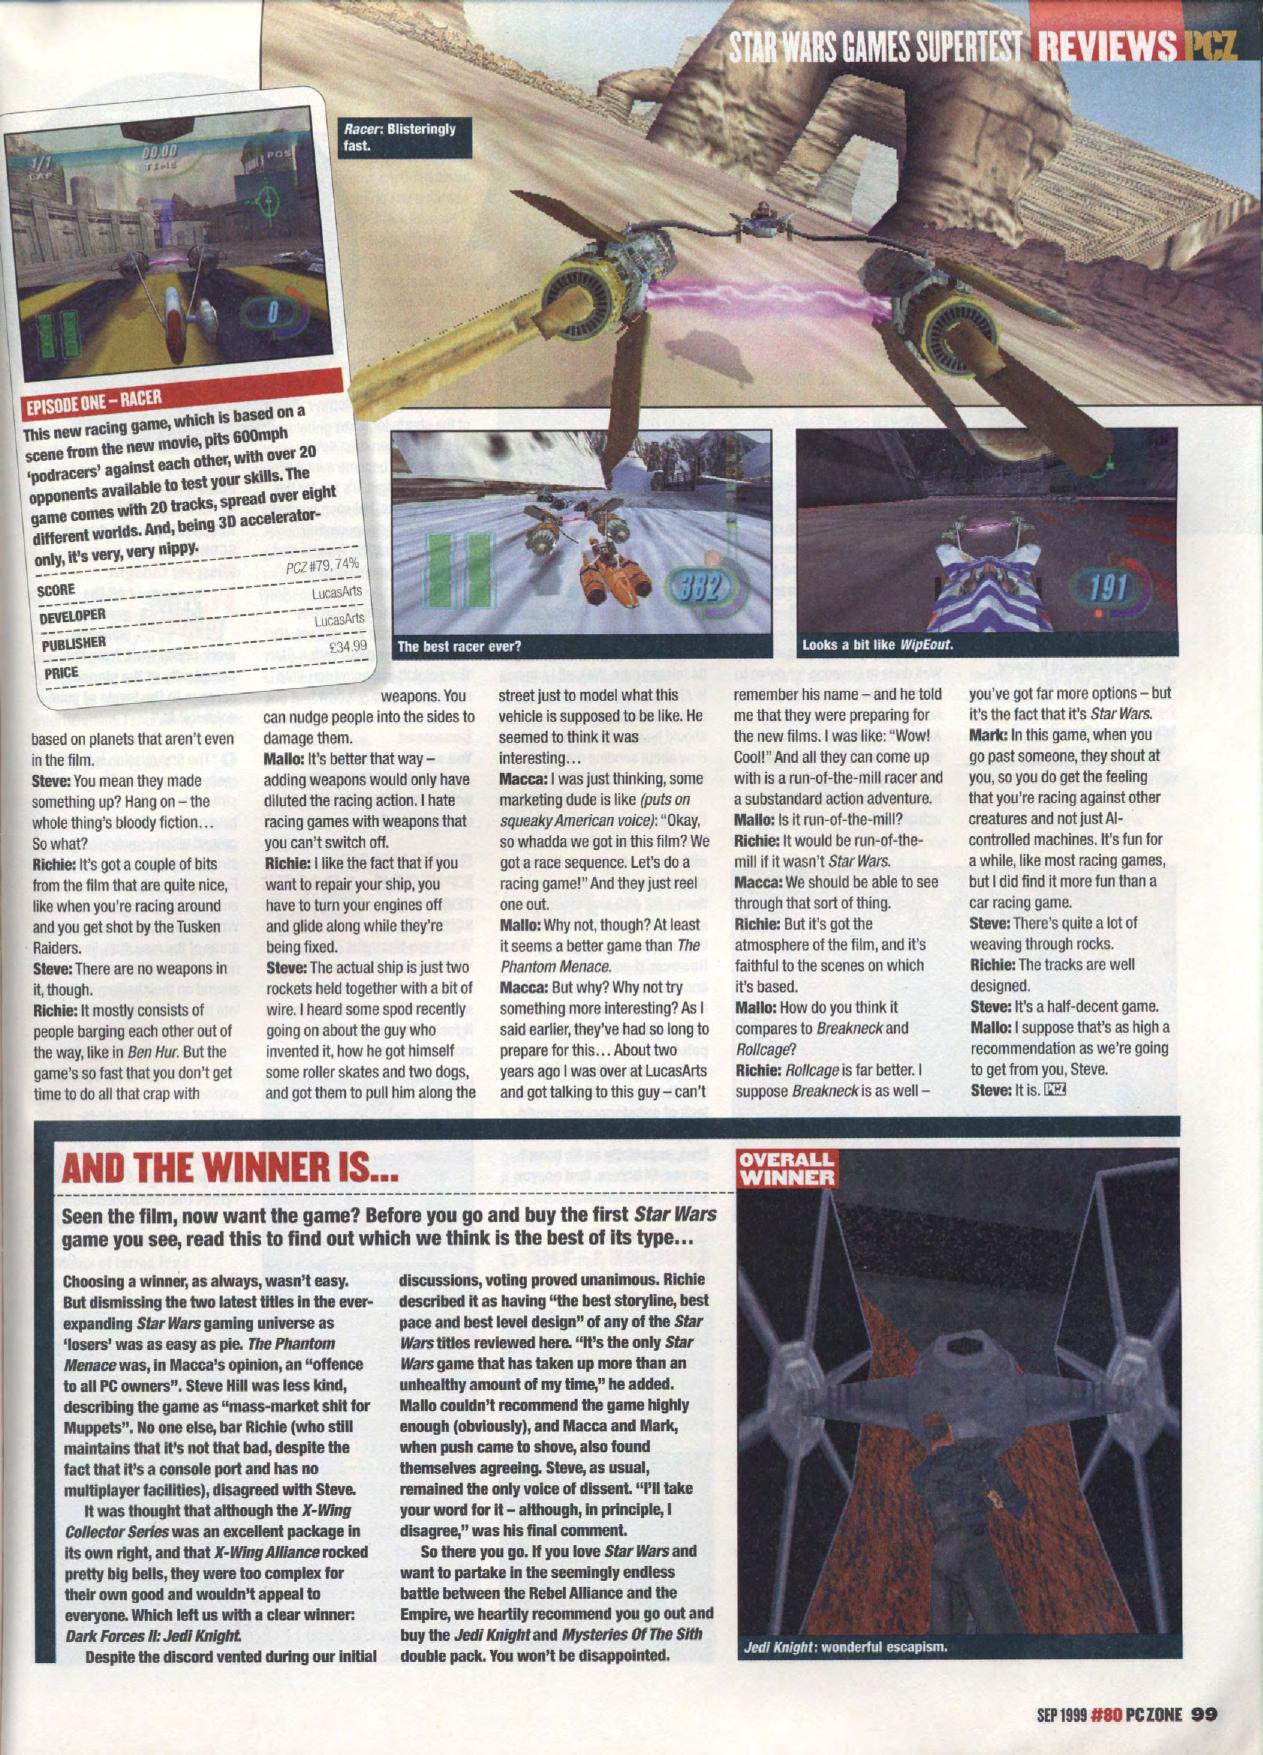 STAR WARS GAMES SUPERTEST REVIEWS PCZ
Racer: Blisteringly
fast.
1/1
LAP
00.00
TIME
POS
0
EPISODE ONE – RACER
This new racing game, which is based on a
scene from the new movie, pits 600mph
'podracers' against each other, with over 20
opponents available to test your skills. The
game comes with 20 tracks, spread over eight
different worlds. And, being 3D accelerator-
only, it's very, very nippy.
SCORE PCZ #79, 74%
DEVELOPER LucasArts
PUBLISHER LucasArts
PRICE £34.99
382
The best racer ever?
191
Looks a bit like WipEout.
based on planets that aren't even
in the film.
Steve: You mean they made
something up? Hang on – the
whole thing's bloody fiction...
So what?
Richie: It's got a couple of bits
from the film that are quite nice,
like when you're racing around
and you get shot by the Tusken
Raiders.
Steve: There are no weapons in
it, though.
Richie: It mostly consists of
people barging each other out of
the way, like in Ben Hur. But the
game's so fast that you don't get
time to do all that crap with
weapons. You
can nudge people into the sides to
damage them.
Mallo: It's better that way –
adding weapons would only have
diluted the racing action. I hate
racing games with weapons that
you can't switch off.
Richie: I like the fact that if you
want to repair your ship, you
have to turn your engines off
and glide along while they're
being fixed.
Steve: The actual ship is just two
rockets held together with a bit of
wire. I heard some spod recently
going on about the guy who
invented it, how he got himself
some roller skates and two dogs,
and got them to pull him along the
street just to model what this
vehicle is supposed to be like. He
seemed to think it was
interesting...
Macca: I was just thinking, some
marketing dude is like (puts on
squeaky American voice): "Okay,
so whadda we got in this film? We
got a race sequence. Let's do a
racing game!" And they just reel
one out.
Mallo: Why not, though? At least
it seems a better game than The
Phantom Menace.
Macca: But why? Why not try
something more interesting? As I
said earlier, they've had so long to
prepare for this... About two
years ago I was over at LucasArts
and got talking to this guy – can't
remember his name – and he told
me that they were preparing for
the new films. I was like: "Wow!
Cool!" And all they can come up
with is a run-of-the-mill racer and
a substandard action adventure.
Mallo: Is it run-of-the-mill?
Richie: It would be run-of-the-
mill if it wasn't Star Wars.
Macca: We should be able to see
through that sort of thing.
Richie: But it's got the
atmosphere of the film, and it's
faithful to the scenes on which
it's based.
Mallo: How do you think it
compares to Breakneck and
Rollcage?
Richie: Rollcage is far better. I
suppose Breakneck is as well –
you've got far more options – but
it's the fact that it's Star Wars.
Mark: In this game, when you
go past someone, they shout at
you, so you do get the feeling
that you're racing against other
creatures and not just AI-
controlled machines. It's fun for
a while, like most racing games,
but I did find it more fun than a
car racing game.
Steve: There's quite a lot of
weaving through rocks.
Richie: The tracks are well
designed.
Steve: It's a half-decent game.
Mallo: I suppose that's as high a
recommendation as we're going
to get from you, Steve.
Steve: It is. PCZ
AND THE WINNER IS...
Seen the film, now want the game? Before you go and buy the first Star Wars
game you see, read this to find out which we think is the best of its type...
Choosing a winner, as always, wasn't easy.
But dismissing the two latest titles in the ever-
expanding Star Wars gaming universe as
'losers' was as easy as pie. The Phantom
Menace was, in Macca's opinion, an "offence
to all PC owners". Steve Hill was less kind,
describing the game as "mass-market shit for
Muppets". No one else, bar Richie (who still
maintains that it's not that bad, despite the
fact that it's a console port and has no
multiplayer facilities), disagreed with Steve.
It was thought that although the X-Wing
Collector Series was an excellent package in
its own right, and that X-Wing Alliance rocked
pretty big bells, they were too complex for
their own good and wouldn't appeal to
everyone. Which left us with a clear winner:
Dark Forces II: Jedi Knight.
Despite the discord vented during our initial
discussions, voting proved unanimous. Richie
described it as having "the best storyline, best
pace and best level design" of any of the Star
Wars titles reviewed here. "It's the only Star
Wars game that has taken up more than an
unhealthy amount of my time," he added.
Mallo couldn't recommend the game highly
enough (obviously), and Macca and Mark,
when push came to shove, also found
themselves agreeing. Steve, as usual,
remained the only voice of dissent. "I'll take
your word for it – although, in principle, I
disagree," was his final comment.
So there you go. If you love Star Wars and
want to partake in the seemingly endless
battle between the Rebel Alliance and the
Empire, we heartily recommend you go out and
buy the Jedi Knight and Mysteries Of The Sith
double pack. You won't be disappointed.
OVERALL
WINNER
Jedi Knight: wonderful escapism.
SEP 1999 #80 PC ZONE 99